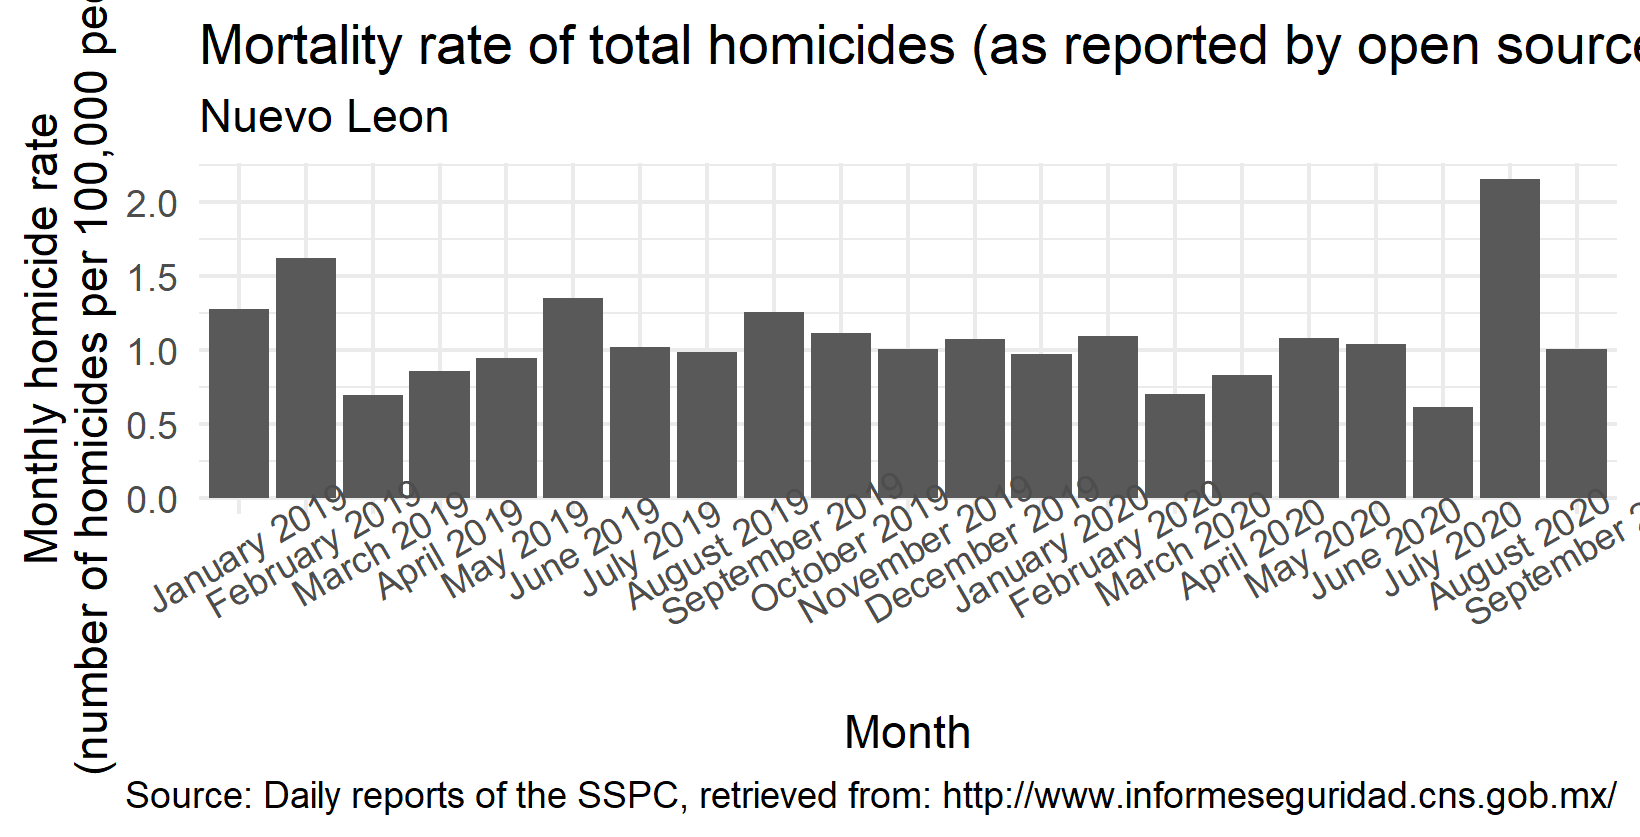 Mortality rate of total homicides (as reported by open source
Nuevo Leon
Monthly homicide rate
(number of homicides per 100,000 pe
2.0
1.5
1.0
0.5
0.0
January 2019
February 2019
March 2019
April 2019
May 2019
June 2019
July 2019
August 2019
September 2019
October 2019
November 2019
December 2019
January 2020
February 2020
March 2020
April 2020
May 2020
June 2020
July 2020
August 2020
September 2
Month
Source: Daily reports of the SSPC, retrieved from: http://www.informeseguridad.cns.gob.mx/